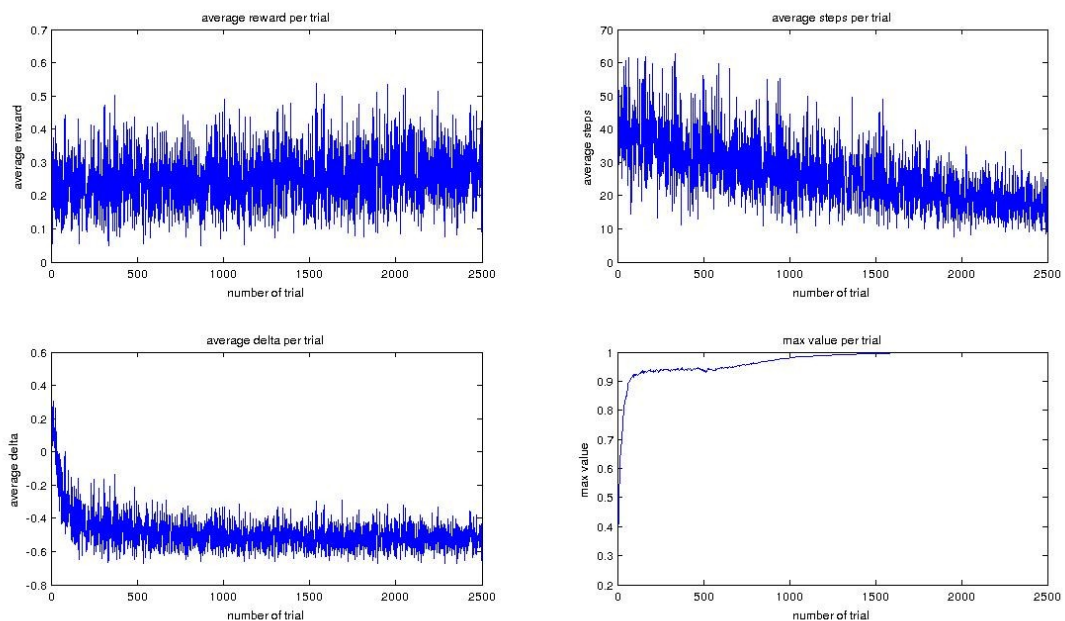 average reward per trial
average reward
0.7
0.6
0.5
0.4
0.3
0.2
0.1
0
0 500 1000 1500 2000 2500
number of trial
average steps per trial
average steps
70
60
50
40
30
20
10
0
0 500 1000 1500 2000 2500
number of trial
average delta per trial
average delta
0.6
0.4
0.2
0
-0.2
-0.4
-0.6
-0.8
0 500 1000 1500 2000 2500
number of trial
max value per trial
max value
1
0.9
0.8
0.7
0.6
0.5
0.4
0.3
0.2
0 500 1000 1500 2000 2500
number of trial